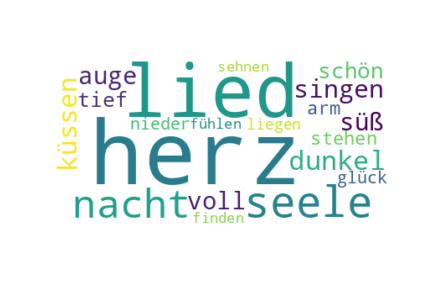 sehnen
auge lied schön
tief singen
küssen arm
niederfühlen liegen süß
herz stehen
dunkel
glück
nacht voll seele
finden